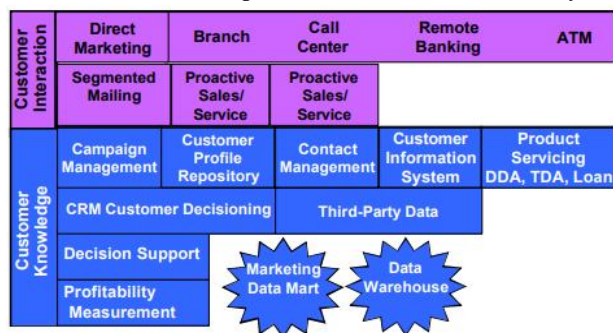 Customer
Interaction
Direct
Marketing
Branch
Call
Center
Remote
Banking
ATM
Segmented
Mailing
Proactive
Sales/
Service
Proactive
Sales/
Service
Customer
Knowledge
Campaign
Management
Customer
Profile
Repository
Contact
Management
Customer
Information
System
Product
Servicing
DDA, TDA, Loan
CRM Customer Decisioning
Third-Party Data
Decision Support
Marketing
Data Mart
Data
Warehouse
Profitability
Measurement